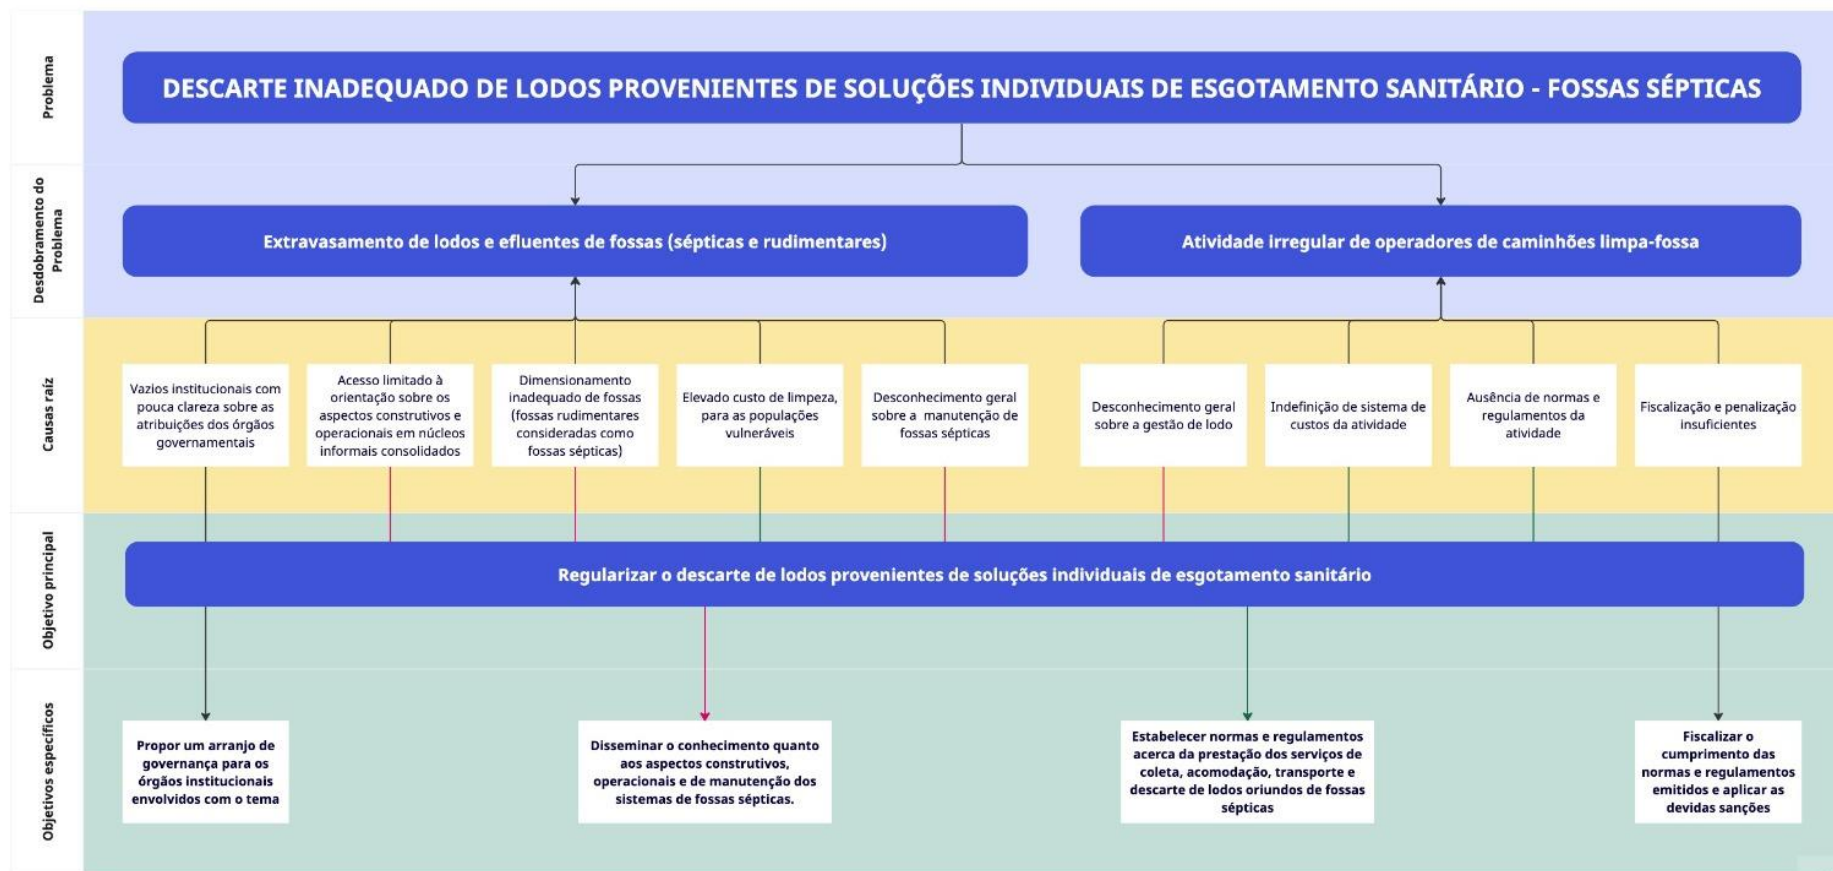 Problema
DESCARTE INADEQUADO DE LODOS PROVENIENTES DE SOLUÇÕES INDIVIDUAIS DE ESGOTAMENTO SANITÁRIO - FOSSAS SÉPTICAS
Desdobramento do
Problema
Extravasamento de lodos e efluentes de fossas (sépticas e rudimentares)
Atividade irregular de operadores de caminhões limpa-fossa
Causas raíz
Vazios institucionais com
pouca clareza sobre as
atribuições dos órgãos
governamentais
Acesso limitado à
orientação sobre os
aspectos construtivos e
operacionais em núcleos
informais consolidados
Dimensionamento
inadequado de fossas
(fossas rudimentares
consideradas como
fossas sépticas)
Elevado custo de limpeza,
para as populações
vulneráveis
Desconhecimento geral
sobre a manutenção de
fossas sépticas
Desconhecimento geral
sobre a gestão de lodo
Indefinição de sistema de
custos da atividade
Ausência de normas e
regulamentos da
atividade
Fiscalização e penalização
insuficientes
Objetivo principal
Regularizar o descarte de lodos provenientes de soluções individuais de esgotamento sanitário
Objetivos específicos
Propor um arranjo de
governança para os
órgãos institucionais
envolvidos com o tema
Disseminar o conhecimento quanto
aos aspectos construtivos,
operacionais e de manutenção dos
sistemas de fossas sépticas.
Estabelecer normas e regulamentos
acerca da prestação dos serviços de
coleta, acomodação, transporte e
descarte de lodos oriundos de fossas
sépticas
Fiscalizar o
cumprimento das
normas e regulamentos
emitidos e aplicar as
devidas sanções